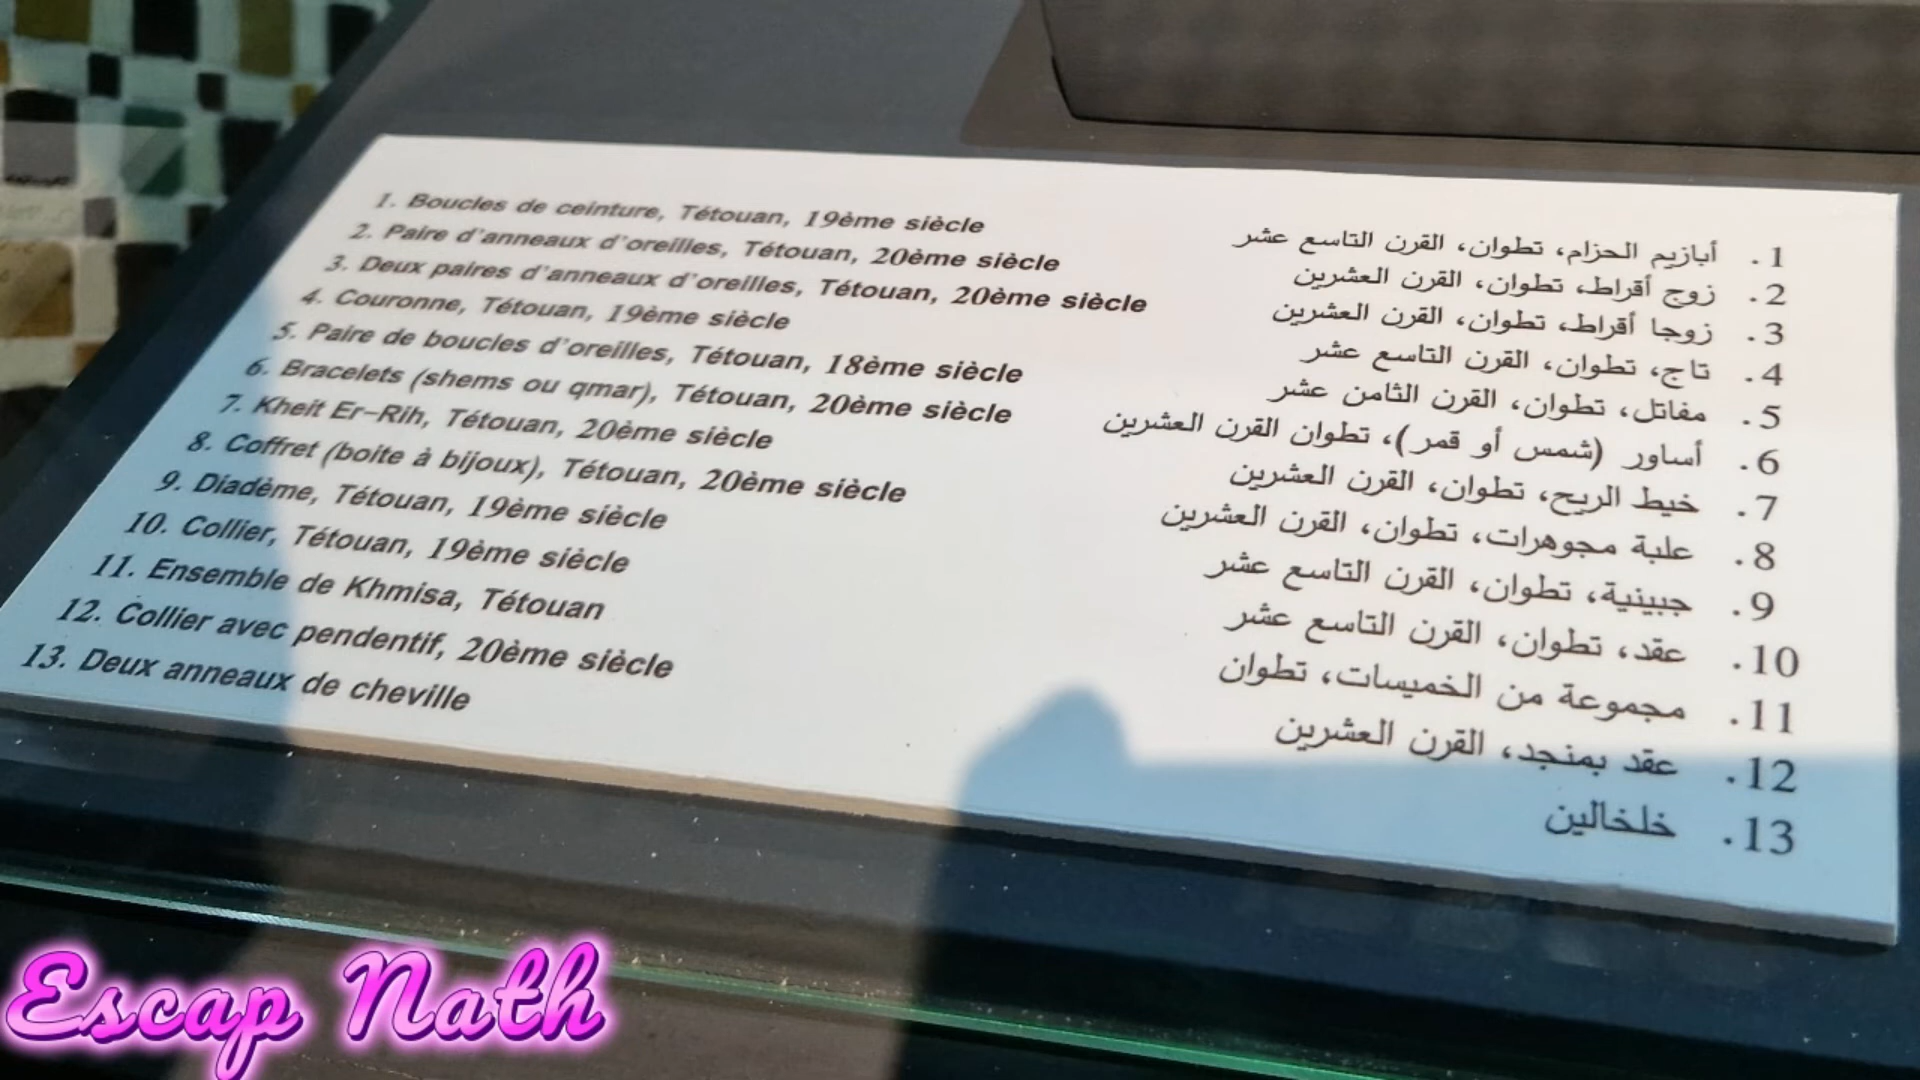 1. Boucles de ceinture, Tétouan, 19ème siècle
2. Paire d'anneaux d'oreilles, Tétouan, 20ème siècle
3. Deux paires d'anneaux d'oreilles, Tétouan, 20ème siècle
4. Couronne, Tétouan, 19ème siècle
5. Paire de boucles d'oreilles, Tétouan, 18ème siècle
6. Bracelets (shems ou qmar), Tétouan, 20ème siècle
7. Kheit Er-Rih, Tétouan, 20ème siècle
8. Coffret (boite à bijoux), Tétouan, 20ème siècle
9. Diadème, Tétouan, 19ème siècle
10. Collier, Tétouan, 19ème siècle
11. Ensemble de Khmisa, Tétouan
12. Collier avec pendentif, 20ème siècle
13. Deux anneaux de cheville
1. أبازيم الحزام، تطوان، القرن التاسع عشر
2. زوج أقراط، تطوان، القرن العشرين
3. زوجا أقراط، تطوان، القرن العشرين
4. تاج، تطوان، القرن التاسع عشر
5. مفاتل، تطوان، القرن الثامن عشر
6. أساور (شمس أو قمر)، تطوان القرن العشرين
7. خيط الريح، تطوان، القرن العشرين
8. علبة مجوهرات، تطوان، القرن العشرين
9. جبينية، تطوان، القرن التاسع عشر
10. عقد، تطوان، القرن التاسع عشر
11. مجموعة من الخميسات، تطوان
12. عقد بمنجد، القرن العشرين
13. خلخالين
Escap Nath